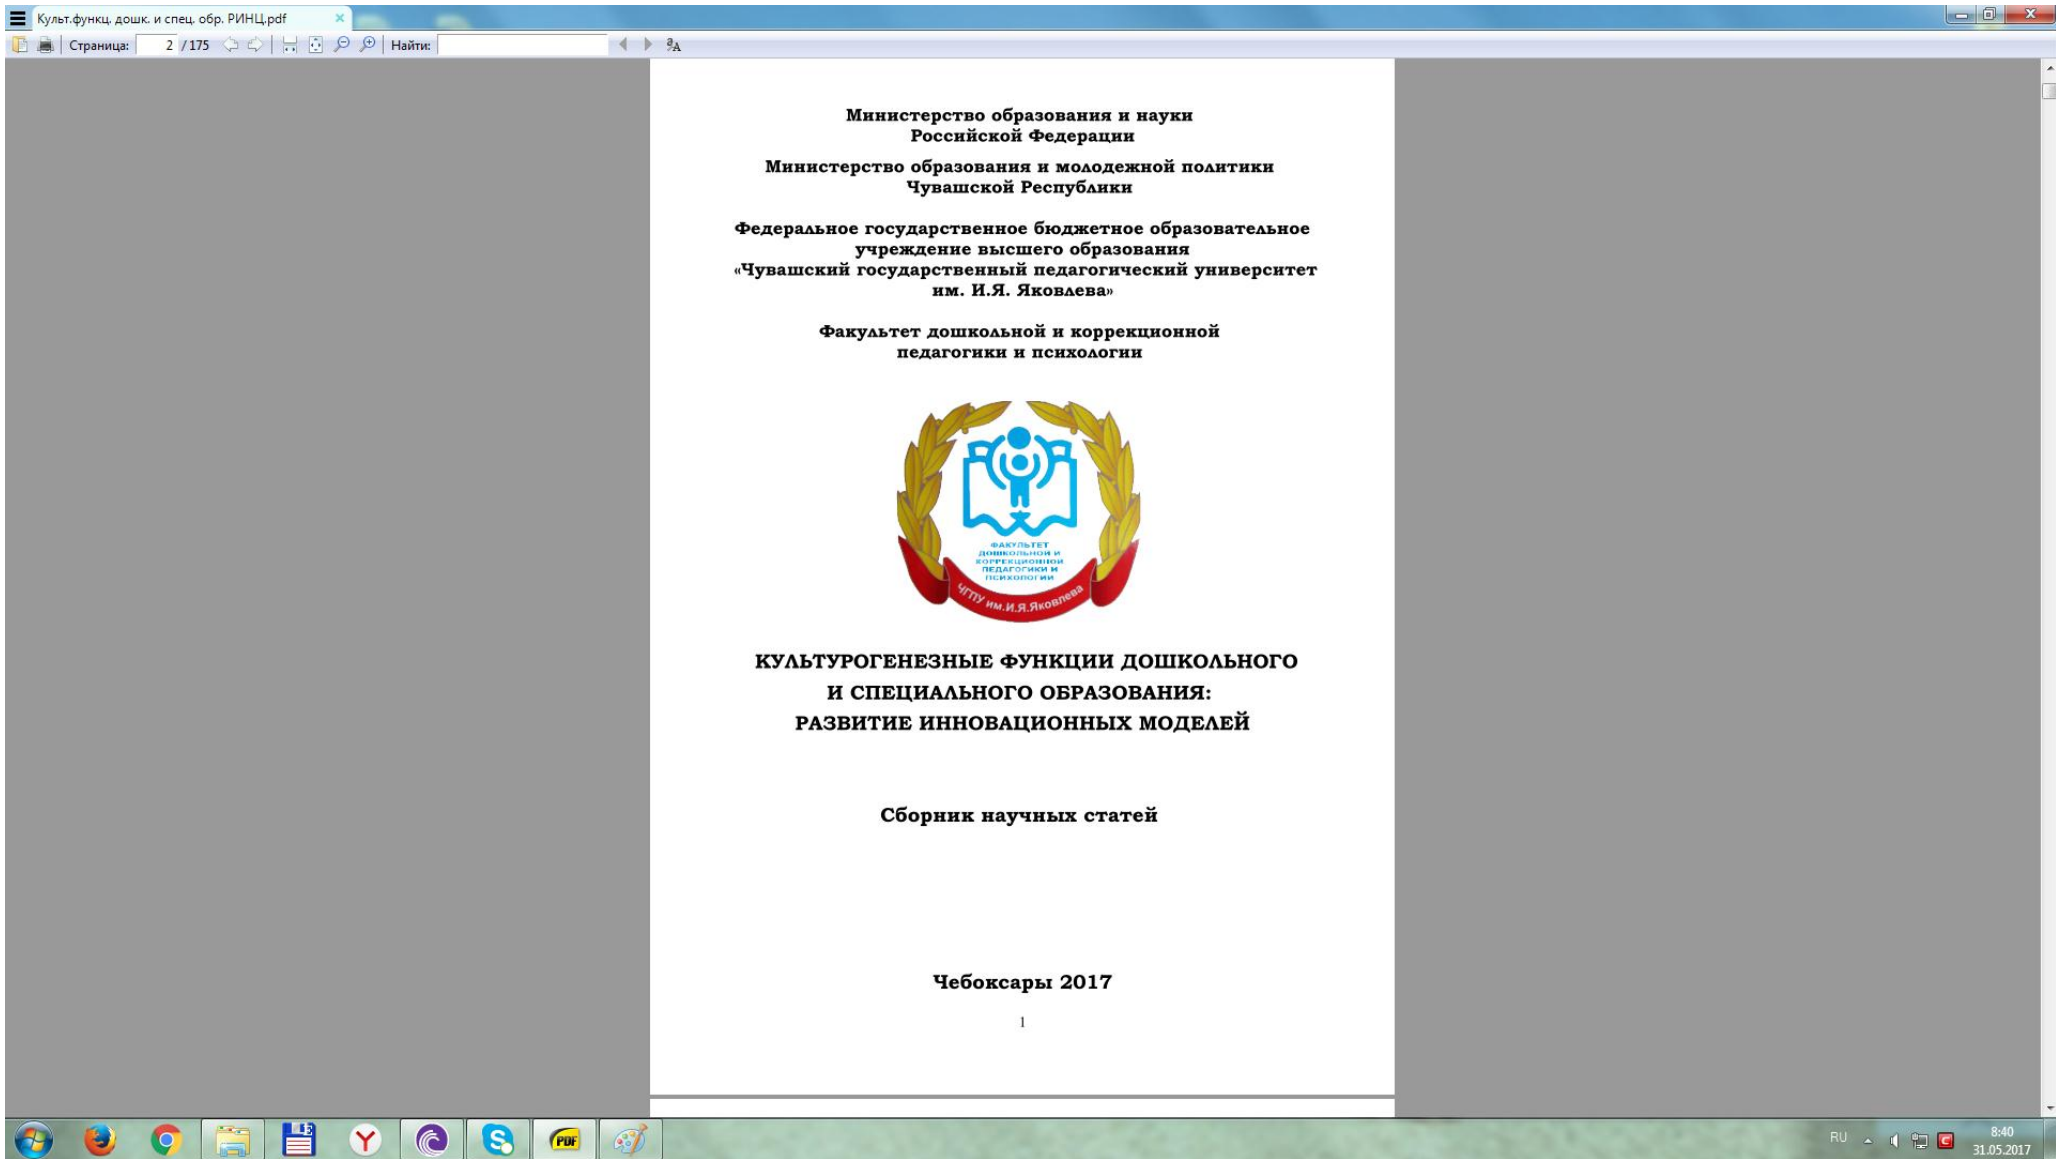 Культ.функц. дошк. и спец. обр. РИНЦ.pdf
Страница: 2 / 175 Найти:
Министерство образования и науки
Российской Федерации
Министерство образования и молодежной политики
Чувашской Республики
Федеральное государственное бюджетное образовательное
учреждение высшего образования
«Чувашский государственный педагогический университет
им. И.Я. Яковлева»
Факультет дошкольной и коррекционной
педагогики и психологии
ФАКУЛЬТЕТ
ДОШКОЛЬНОЙ И
КОРРЕКЦИОННОЙ
ПЕДАГОГИКИ И
ПСИХОЛОГИИ
ЧГПУ им.И.Я.Яковлева
КУЛЬТУРОГЕНЕЗНЫЕ ФУНКЦИИ ДОШКОЛЬНОГО
И СПЕЦИАЛЬНОГО ОБРАЗОВАНИЯ:
РАЗВИТИЕ ИННОВАЦИОННЫХ МОДЕЛЕЙ
Сборник научных статей
Чебоксары 2017
1
PDF
RU
8:40
31.05.2017